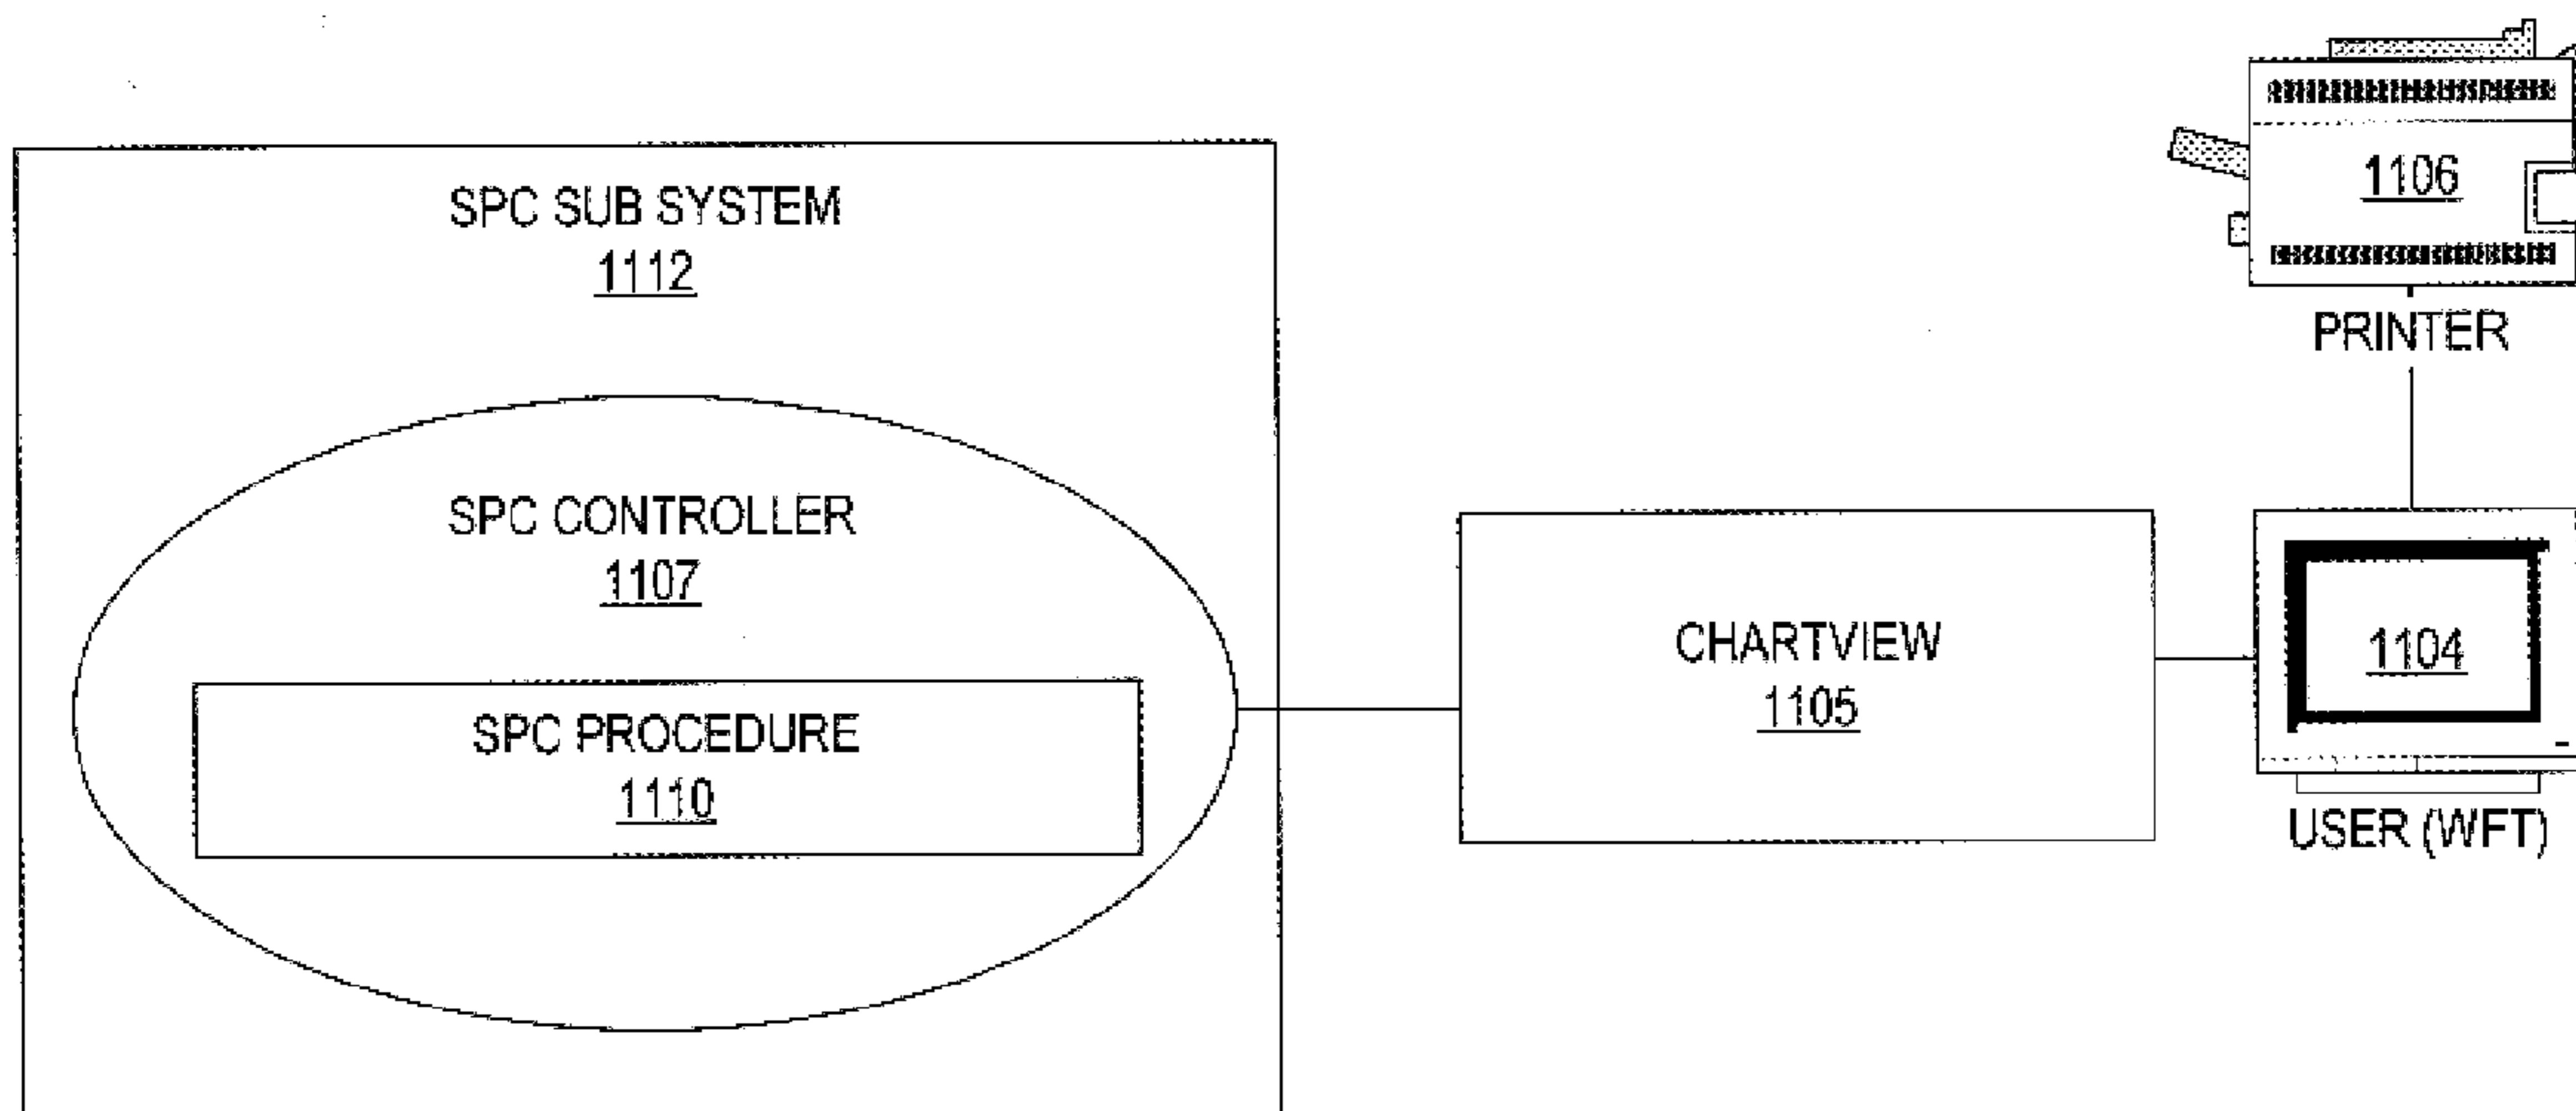 SPC SUB SYSTEM
1112
SPC CONTROLLER
1107
SPC PROCEDURE
1110
CHARTVIEW
1105
1106
PRINTER
1104
USER (WFT)